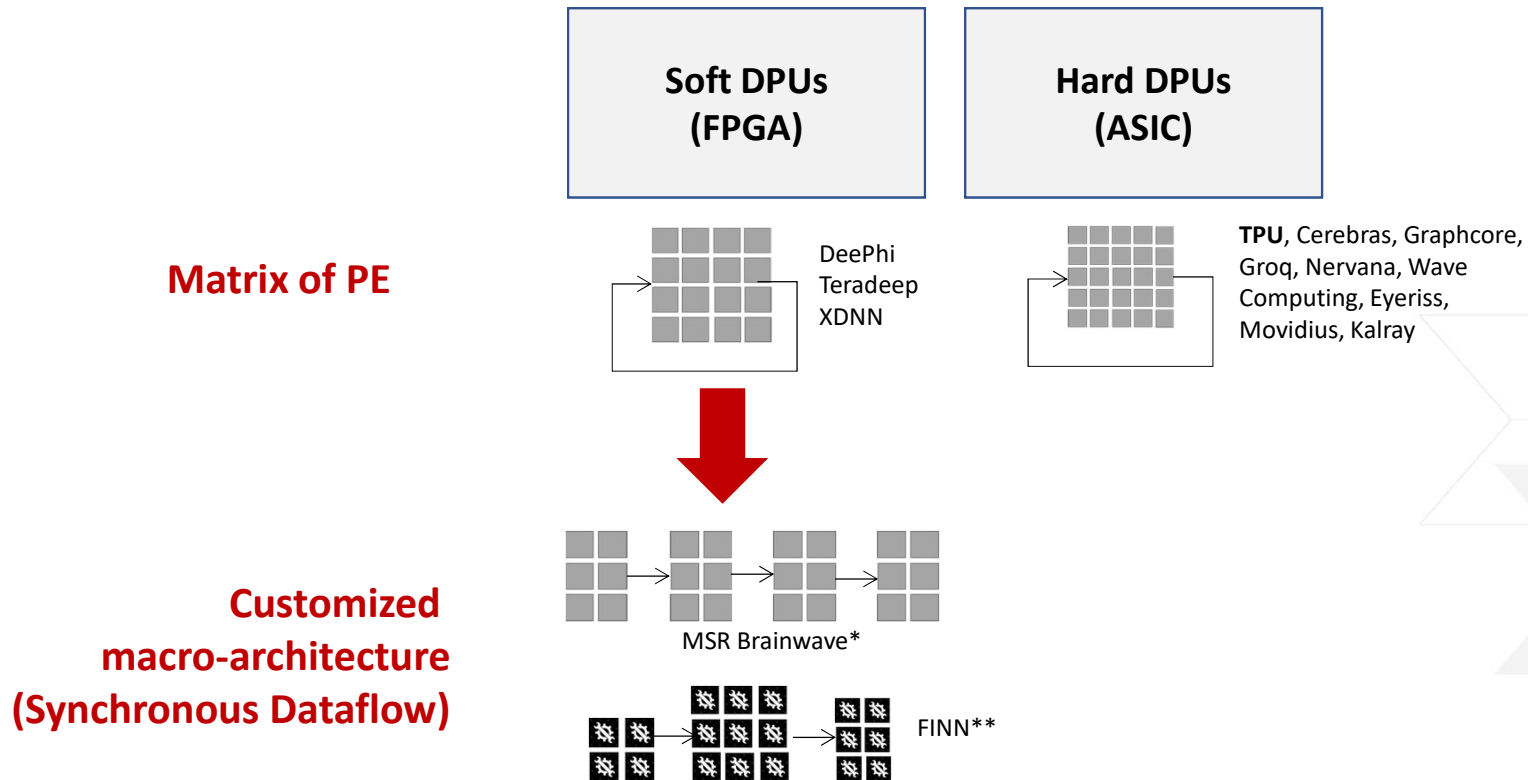 Soft DPUs
(FPGA)
Hard DPUs
(ASIC)
Matrix of PE
DeePhi
Teradeep
XDNN
TPU, Cerebras, Graphcore,
Groq, Nervana, Wave
Computing, Eyeriss,
Movidius, Kalray
Customized
macro-architecture
(Synchronous Dataflow)
MSR Brainwave*
FINN**